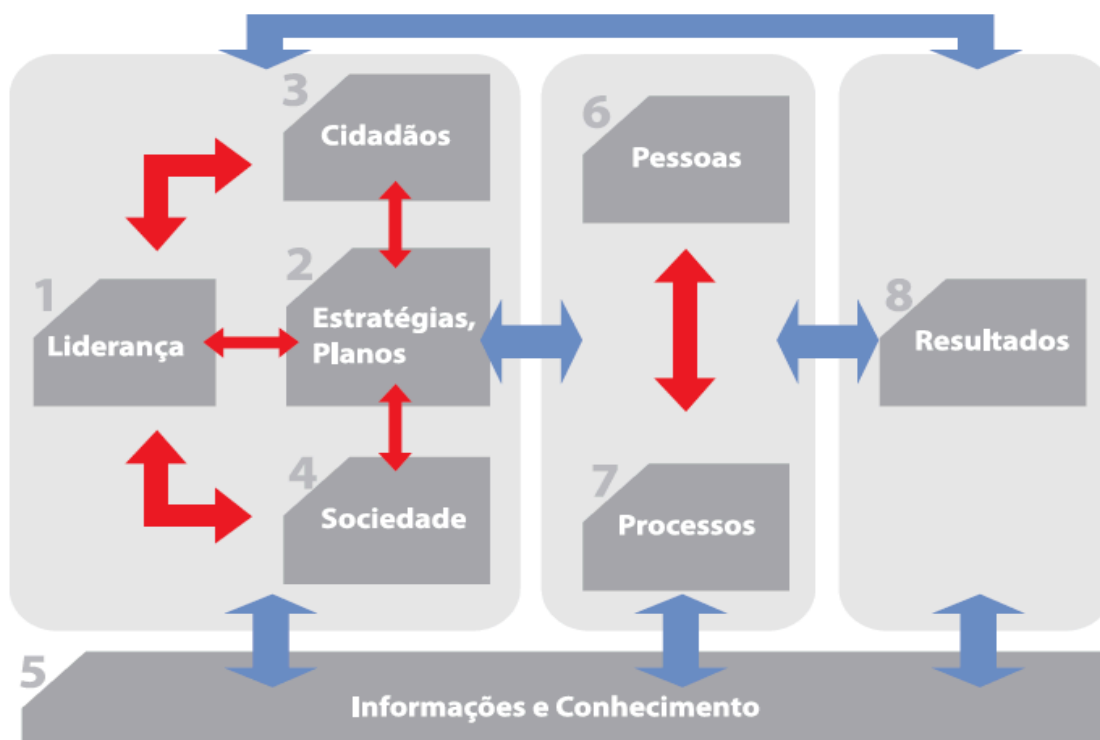 3
Cidadãos
6
Pessoas
1
Liderança
2
Estratégias,
Planos
8
Resultados
4
Sociedade
7
Processos
5
Informações e Conhecimento